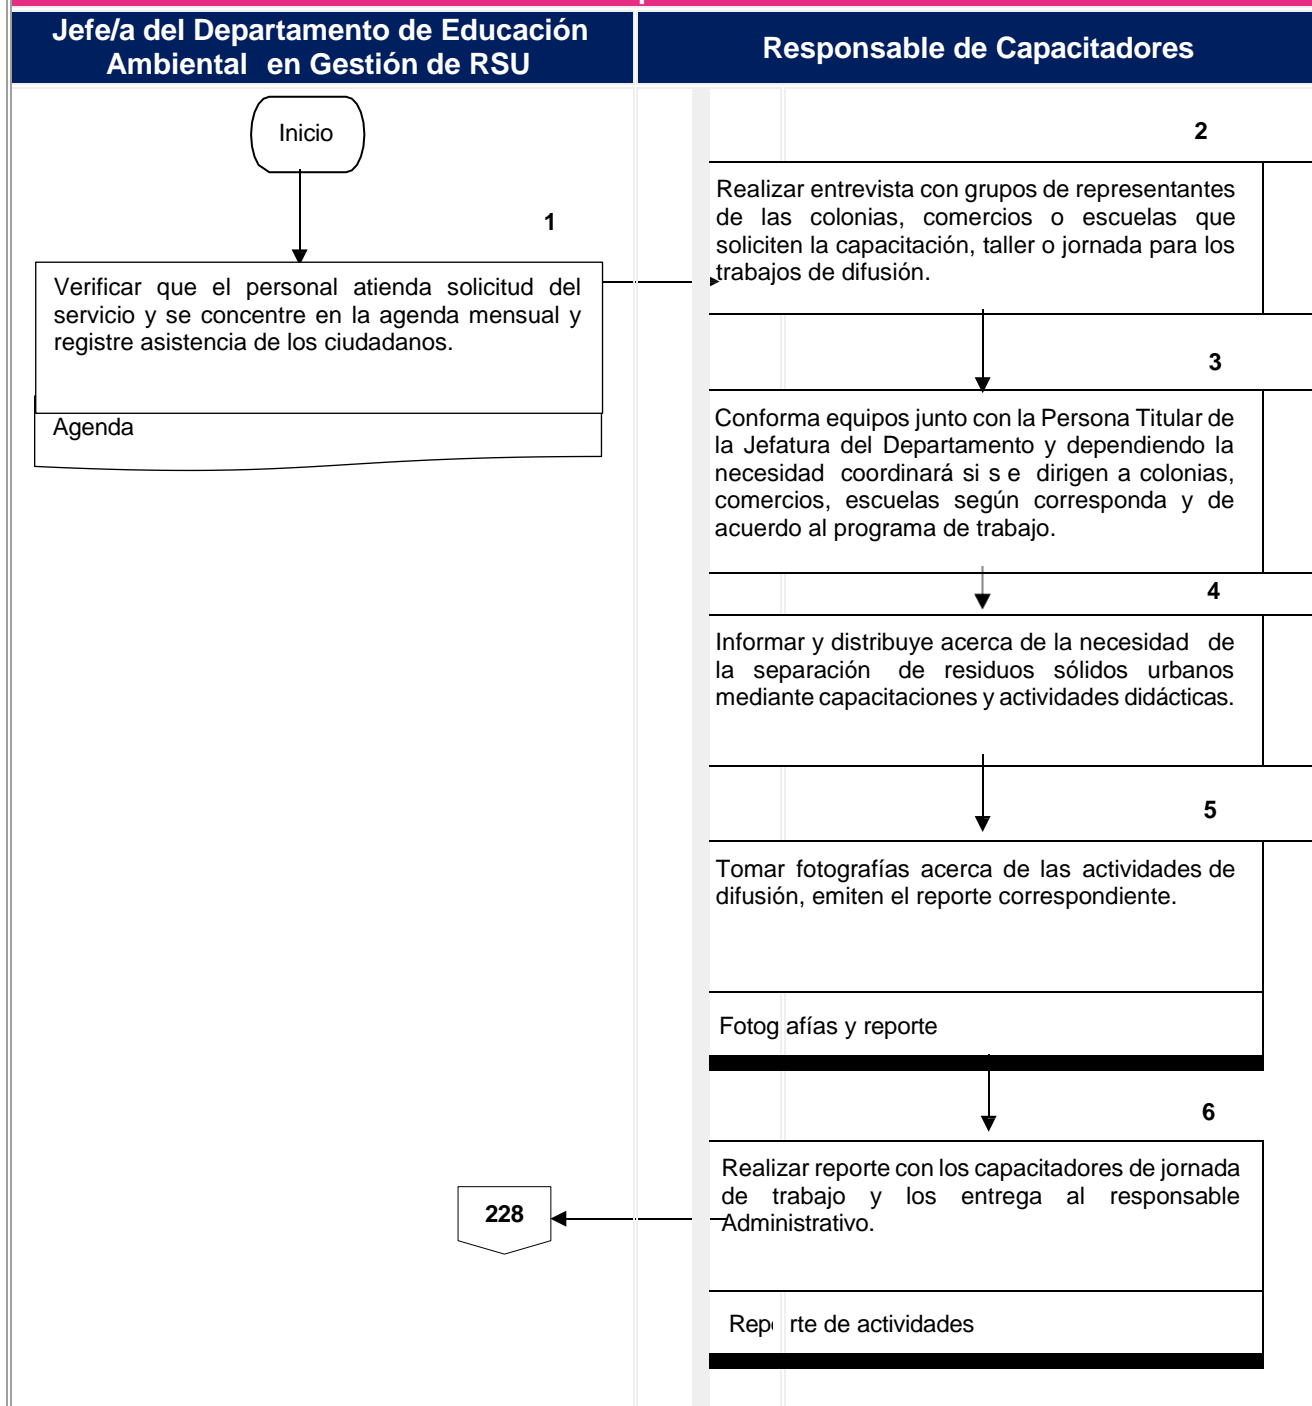 Jefe/a del Departamento de Educación
Ambiental en Gestión de RSU
Responsable de Capacitadores
Inicio
1
Verificar que el personal atienda solicitud del
servicio y se concentre en la agenda mensual y
registre asistencia de los ciudadanos.
Agenda
2
Realizar entrevista con grupos de representantes
de las colonias, comercios o escuelas que
soliciten la capacitación, taller o jornada para los
trabajos de difusión.
3
Conforma equipos junto con la Persona Titular de
la Jefatura del Departamento y dependiendo la
necesidad coordinará si s e dirigen a colonias,
comercios, escuelas según corresponda y de
acuerdo al programa de trabajo.
4
Informar y distribuye acerca de la necesidad de
la separación de residuos sólidos urbanos
mediante capacitaciones y actividades didácticas.
5
Tomar fotografías acerca de las actividades de
difusión, emiten el reporte correspondiente.
Fotog afías y reporte
6
Realizar reporte con los capacitadores de jornada
de trabajo y los entrega al responsable
Administrativo.
228
Reporte de actividades